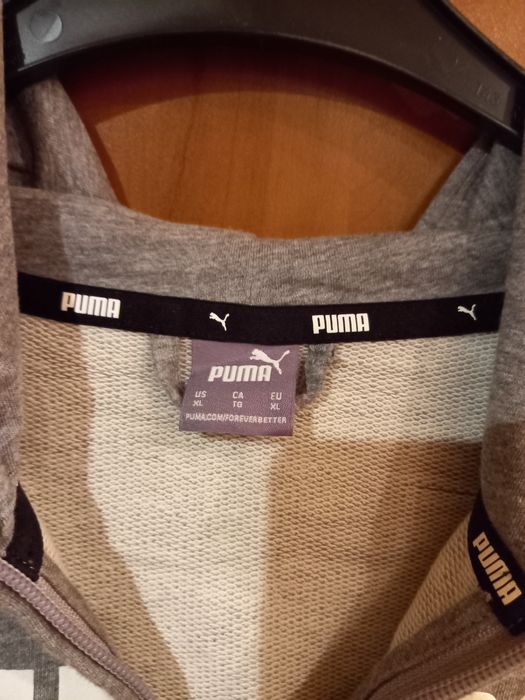 PUMA PUMA
PUMA
US CA EU
XL TG XL
PUMA.COM/FOREVERBETTER
PUMA